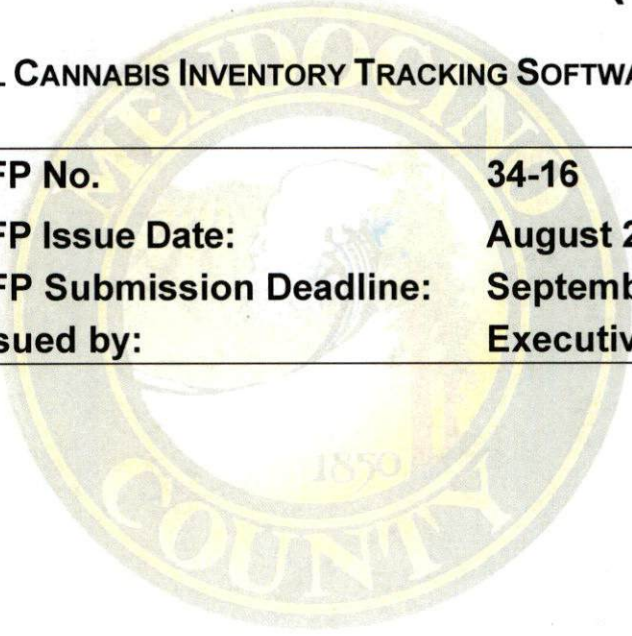 L CANNABIS INVENTORY TRACKING SOFTWA
FP No. 34-16
FP Issue Date: August 2
FP Submission Deadline: Septemb
sued by: Executiv
MENDOCINO
1850
COUNTY